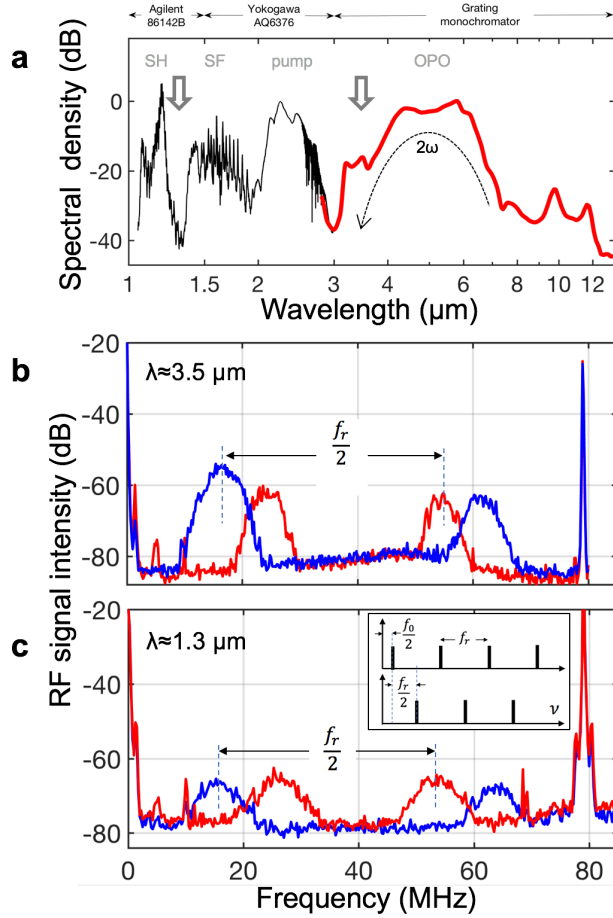 Agilent
86142B
Yokogawa
AQ6376
Grating
monochromator
a
SH
SF
pump
OPO
Spectral density (dB)
0
-20
-40
2ω
1
1.5
2
3
4
5
6
7
8
9
10
12
Wavelength (μm)
b
λ≈3.5 μm
-20
-40
-60
-80
f_r/2
RF signal intensity (dB)
c
λ≈1.3 μm
-20
-40
-60
-80
f_r/2
f_0/2
f_r
f_r/2
ν
0
20
40
60
80
Frequency (MHz)